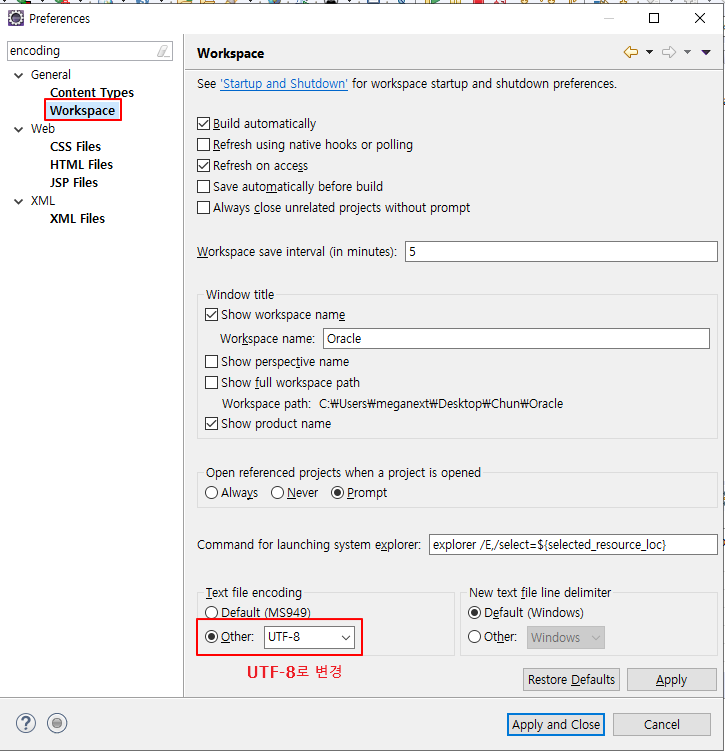 Preferences
encoding
General
Content Types
Workspace
Web
CSS Files
HTML Files
JSP Files
XML
XML Files
Workspace
See 'Startup and Shutdown' for workspace startup and shutdown preferences.
Build automatically
Refresh using native hooks or polling
Refresh on access
Save automatically before build
Always close unrelated projects without prompt
Workspace save interval (in minutes): 5
Window title
Show workspace name
Workspace name: Oracle
Show perspective name
Show full workspace path
Workspace path: C:₩Users₩meganext₩Desktop₩Chun₩Oracle
Show product name
Open referenced projects when a project is opened
Always Never Prompt
Command for launching system explorer: explorer /E,/select=${selected_resource_loc}
Text file encoding
Default (MS949)
Other: UTF-8
UTF-8로 변경
New text file line delimiter
Default (Windows)
Other: Windows
Restore Defaults Apply
Apply and Close Cancel